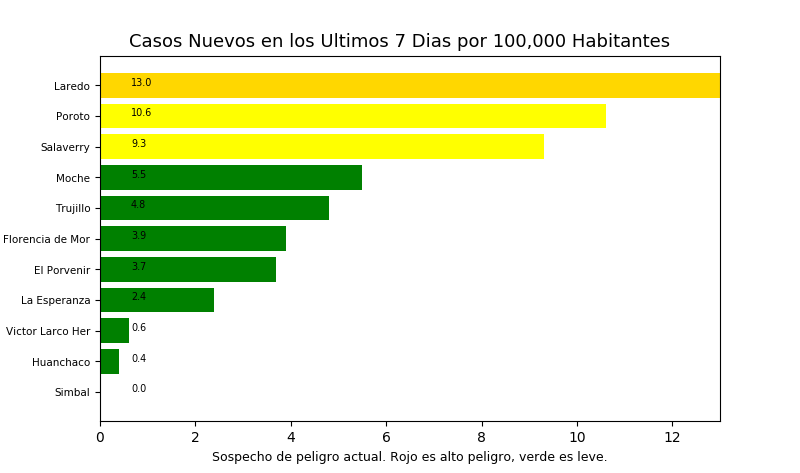 Casos Nuevos en los Ultimos 7 Dias por 100,000 Habitantes
Laredo 13.0
Poroto 10.6
Salaverry 9.3
Moche 5.5
Trujillo 4.8
Florencia de Mor 3.9
El Porvenir 3.7
La Esperanza 2.4
Victor Larco Her 0.6
Huanchaco 0.4
Simbal 0.0
0 2 4 6 8 10 12
Sospecho de peligro actual. Rojo es alto peligro, verde es leve.